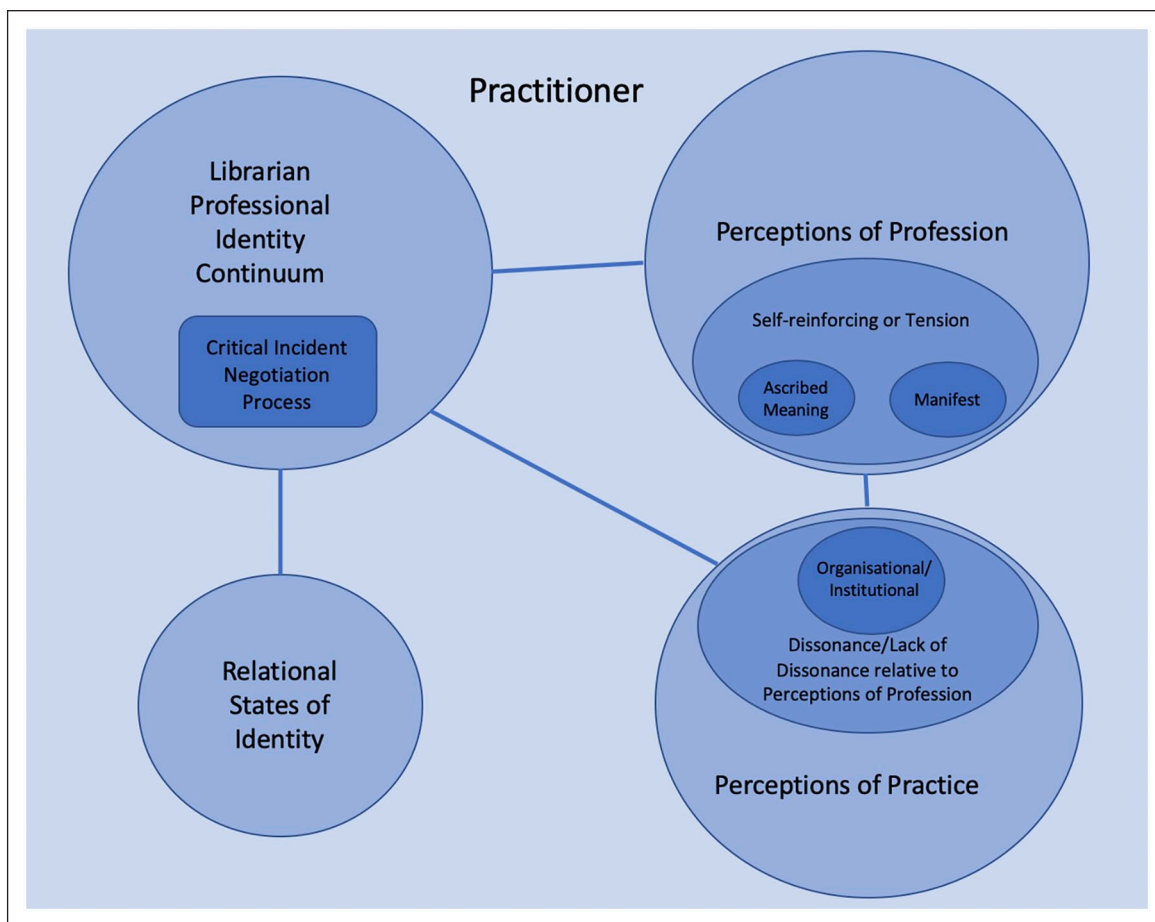 Practitioner
Librarian
Professional
Identity
Continuum
Critical Incident
Negotiation
Process
Perceptions of Profession
Self-reinforcing or Tension
Ascribed
Meaning
Manifest
Relational
States of
Identity
Organisational/
Institutional
Dissonance/Lack of
Dissonance relative to
Perceptions of Profession
Perceptions of Practice